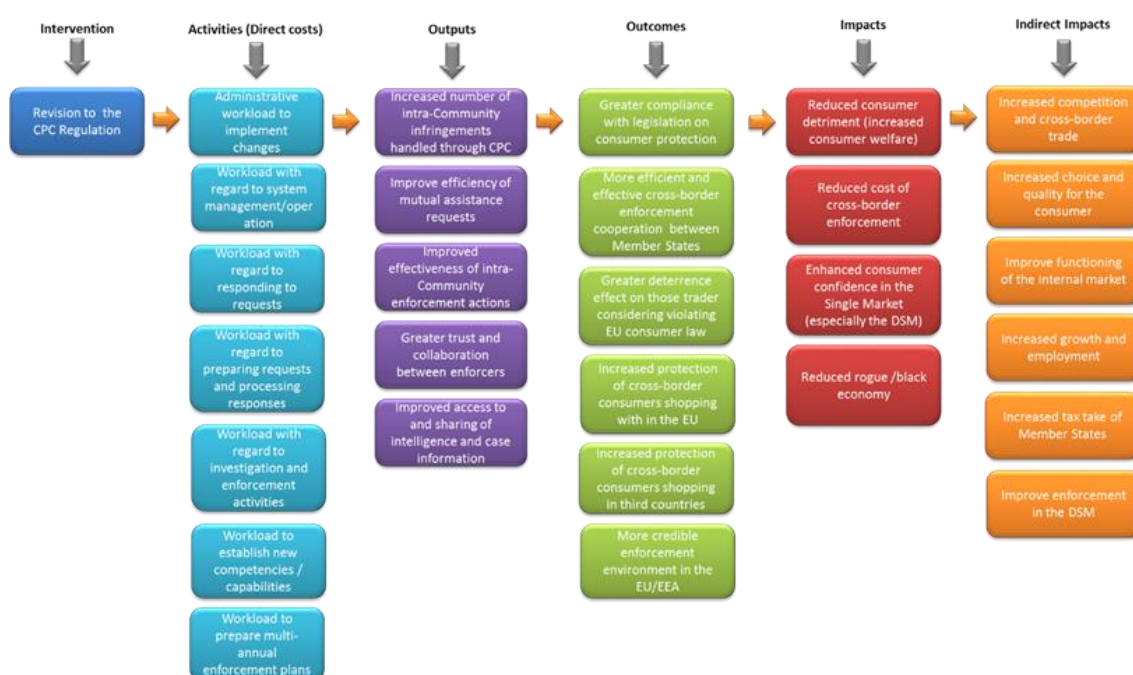 Intervention
Activities (Direct costs)
Outputs
Outcomes
Impacts
Indirect Impacts
Revision to the
CPC Regulation
Administrative
workload to
implement
changes
Workload with
regard to system
management/oper
ation
Workload with
regard to
responding to
requests
Workload with
regard to
preparing requests
and processing
responses
Workload with
regard to
investigation and
enforcement
activities
Workload to
establish new
competencies /
capabilities
Workload to
prepare multi-
annual
enforcement plans
Increased number of
intra-Community
infringements
handled through CPC
Improve efficiency of
mutual assistance
requests
Improved
effectiveness of intra-
Community
enforcement actions
Greater trust and
collaboration
between enforcers
Improved access to
and sharing of
intelligence and case
information
Greater compliance
with legislation on
consumer protection
More efficient and
effective cross-border
enforcement
cooperation between
Member States
Greater deterrence
effect on those trader
considering violating
EU consumer law
Increased protection
of cross-border
consumers shopping
with in the EU
Increased protection
of cross-border
consumers shopping
in third countries
More credible
enforcement
environment in the
EU/EEA
Reduced consumer
detriment (increased
consumer welfare)
Reduced cost of
cross-border
enforcement
Enhanced consumer
confidence in the
Single Market
(especially the DSM)
Reduced rogue /black
economy
Increased competition
and cross-border
trade
Increased choice and
quality for the
consumer
Improve functioning
of the internal market
Increased growth and
employment
Increased tax take of
Member States
Improve enforcement
in the DSM